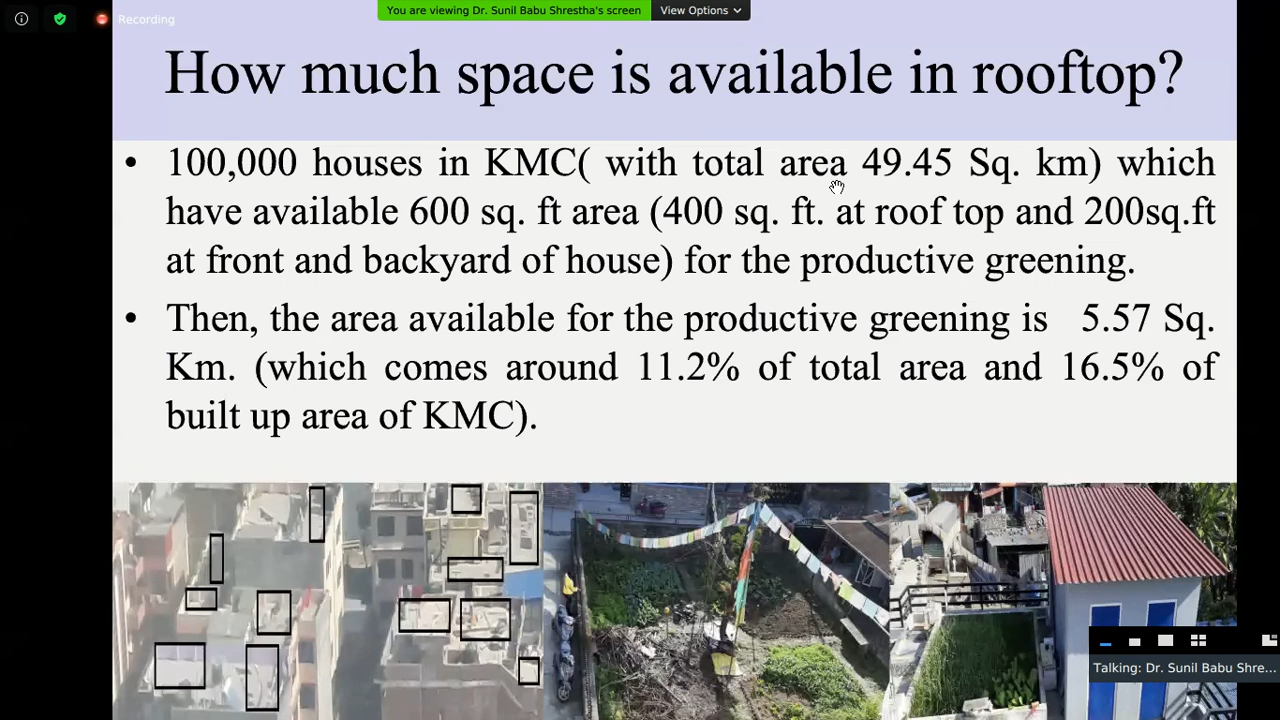 Recording
You are viewing Dr. Sunil Babu Shrestha's screen
View Options
How much space is available in rooftop?
• 100,000 houses in KMC( with total area 49.45 Sq. km) which
have available 600 sq. ft area (400 sq. ft. at roof top and 200sq.ft
at front and backyard of house) for the productive greening.
• Then, the area available for the productive greening is 5.57 Sq.
Km. (which comes around 11.2% of total area and 16.5% of
built up area of KMC).
Talking: Dr. Sunil Babu Shre...